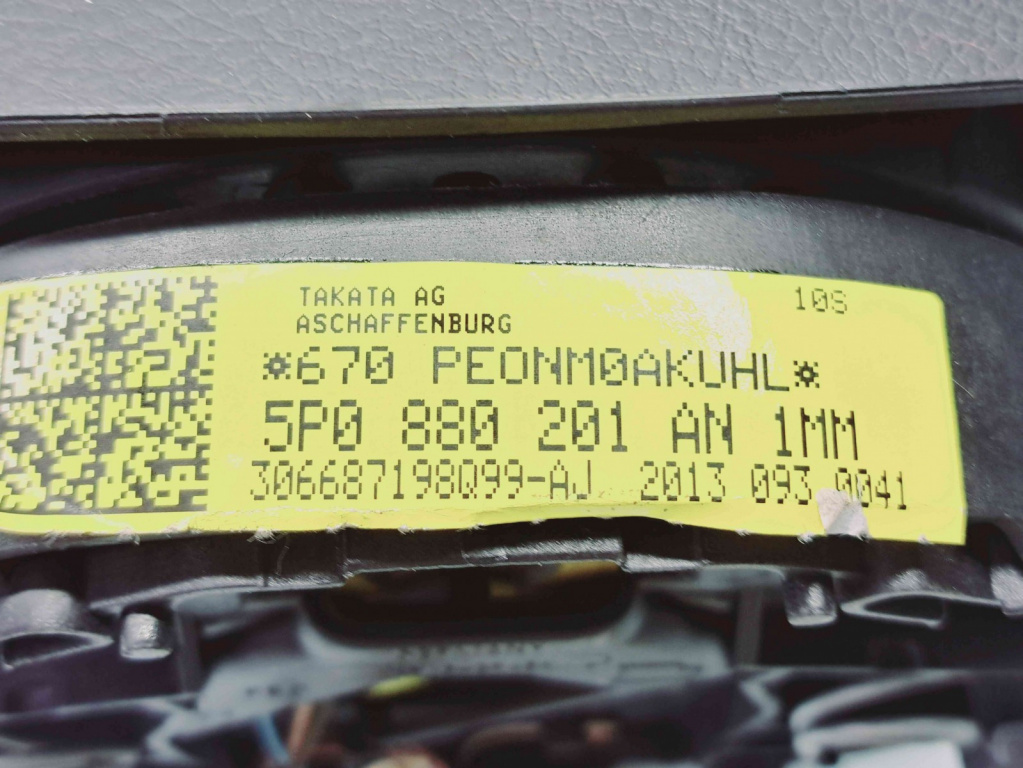 TAKATA AG
10S
ASCHAFFENBURG
*670 PEONM0AKUHL*
5P0 880 201 AN 1MM
306687198Q99-AJ 2013 093 0041